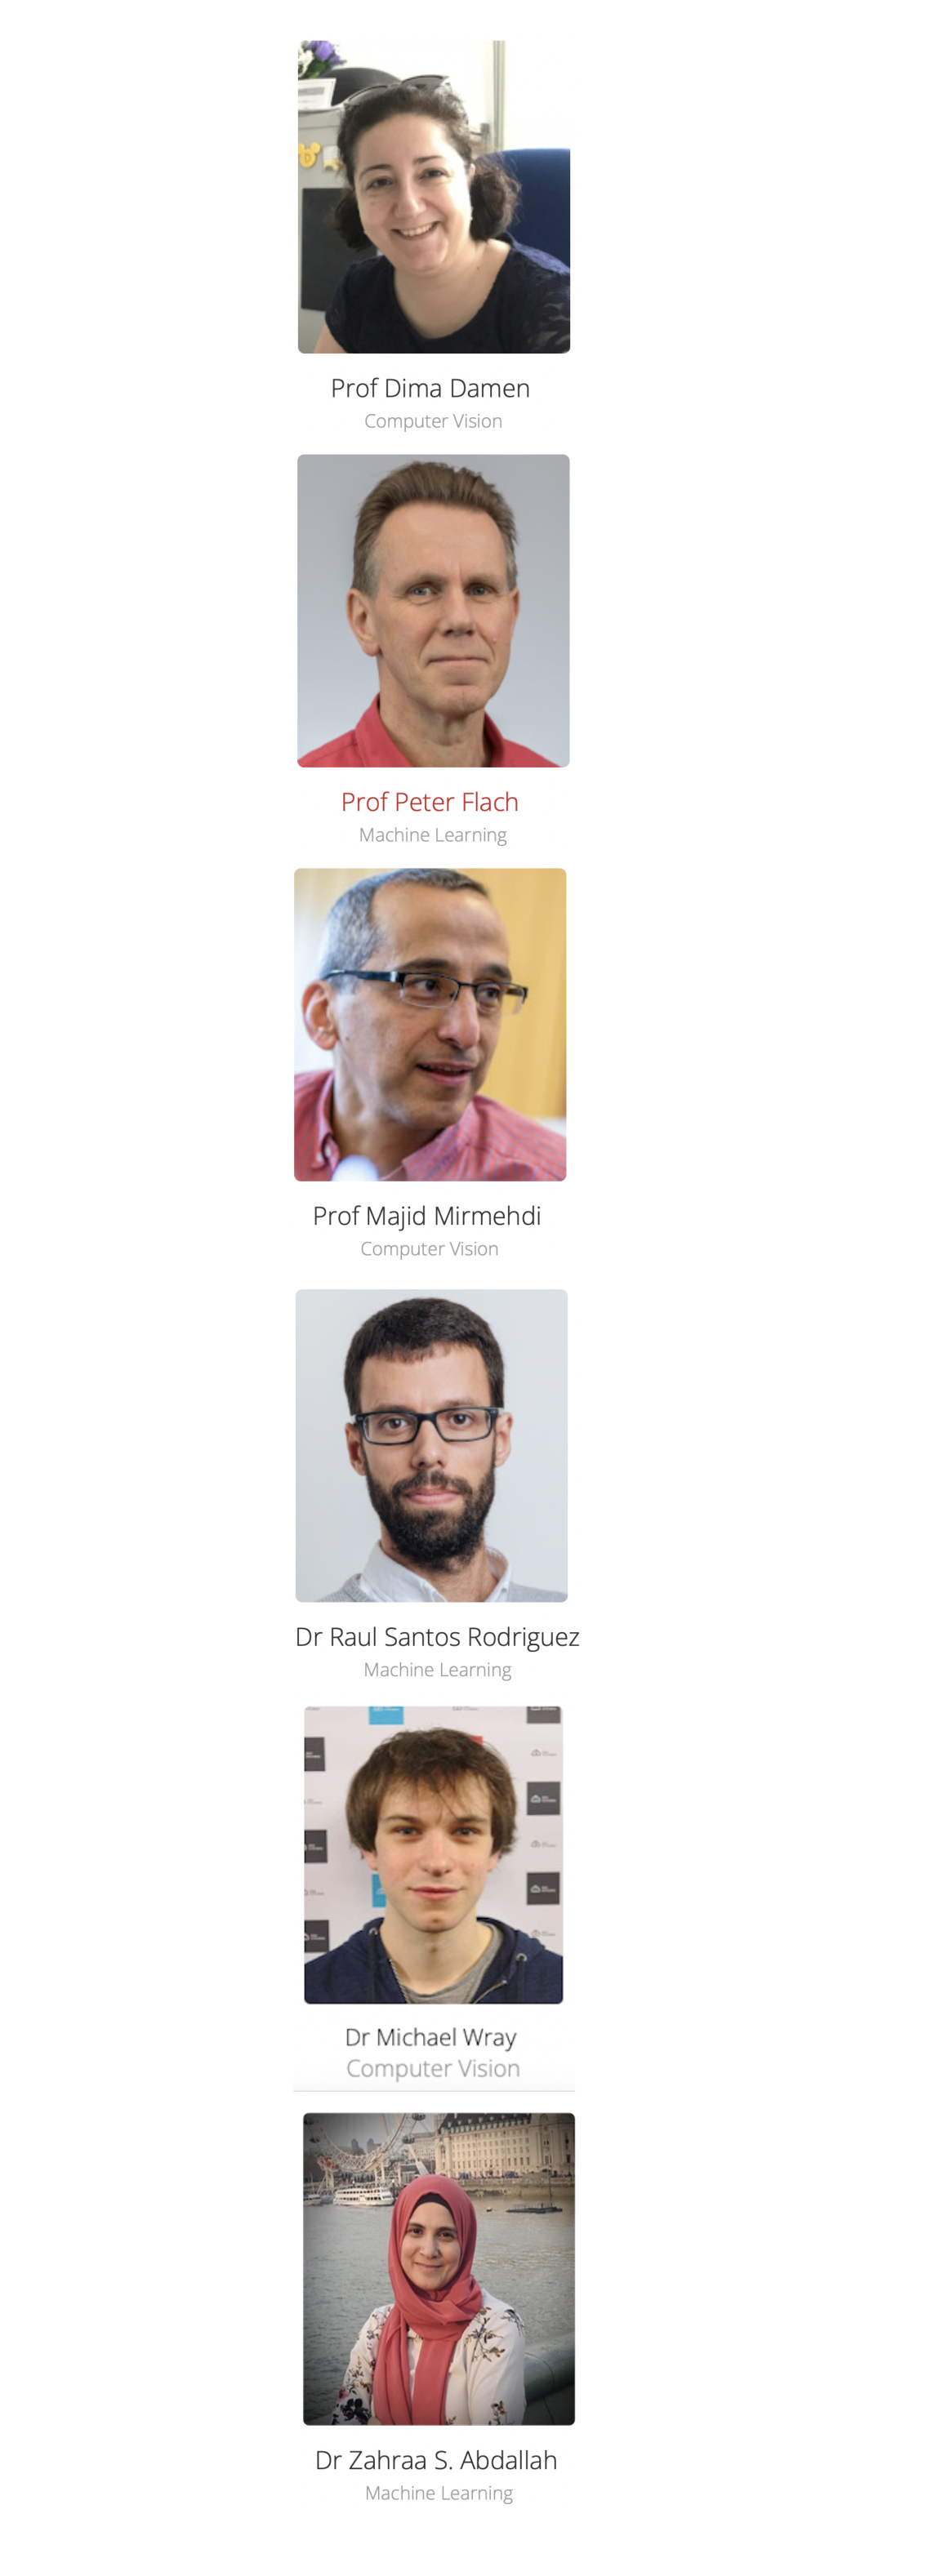 Prof Dima Damen
Computer Vision
Prof Peter Flach
Machine Learning
Prof Majid Mirmehdi
Computer Vision
Dr Raul Santos Rodriguez
Machine Learning
Dr Michael Wray
Computer Vision
Dr Zahraa S. Abdallah
Machine Learning